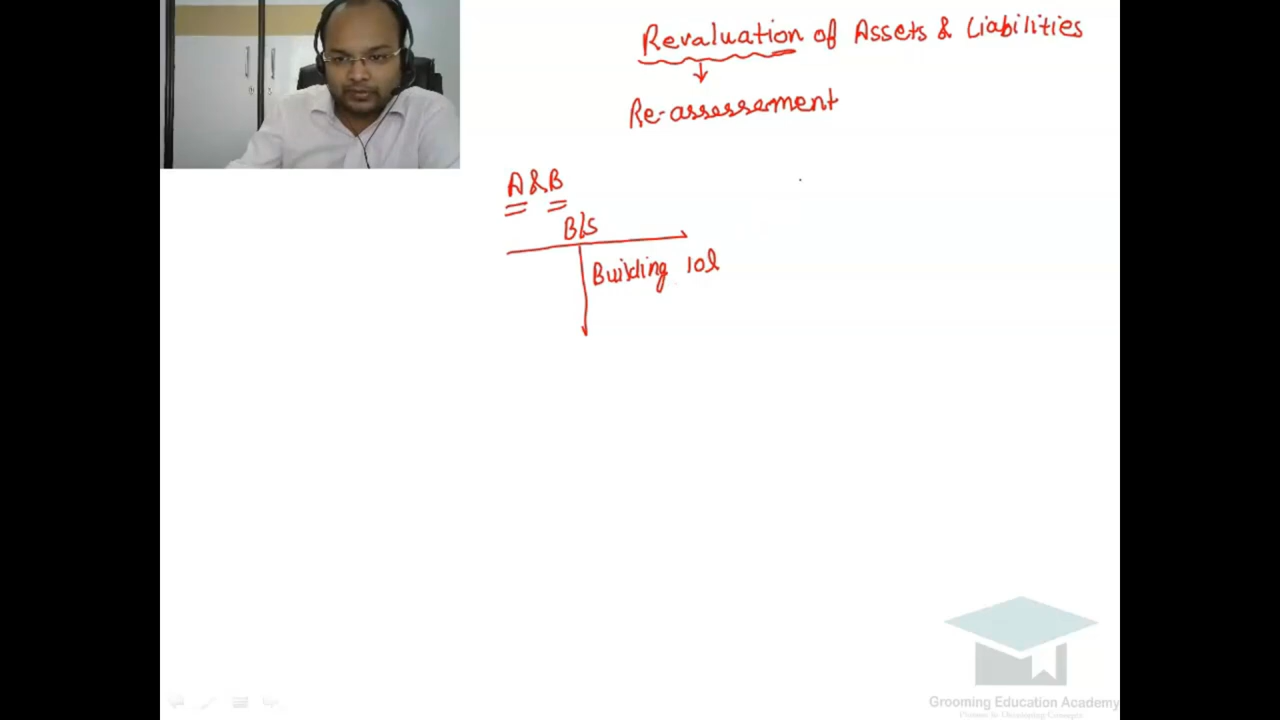 Revaluation of Assets & Liabilities
Re-assessement
A & B
B/S
Building 10l
Grooming Education Academy